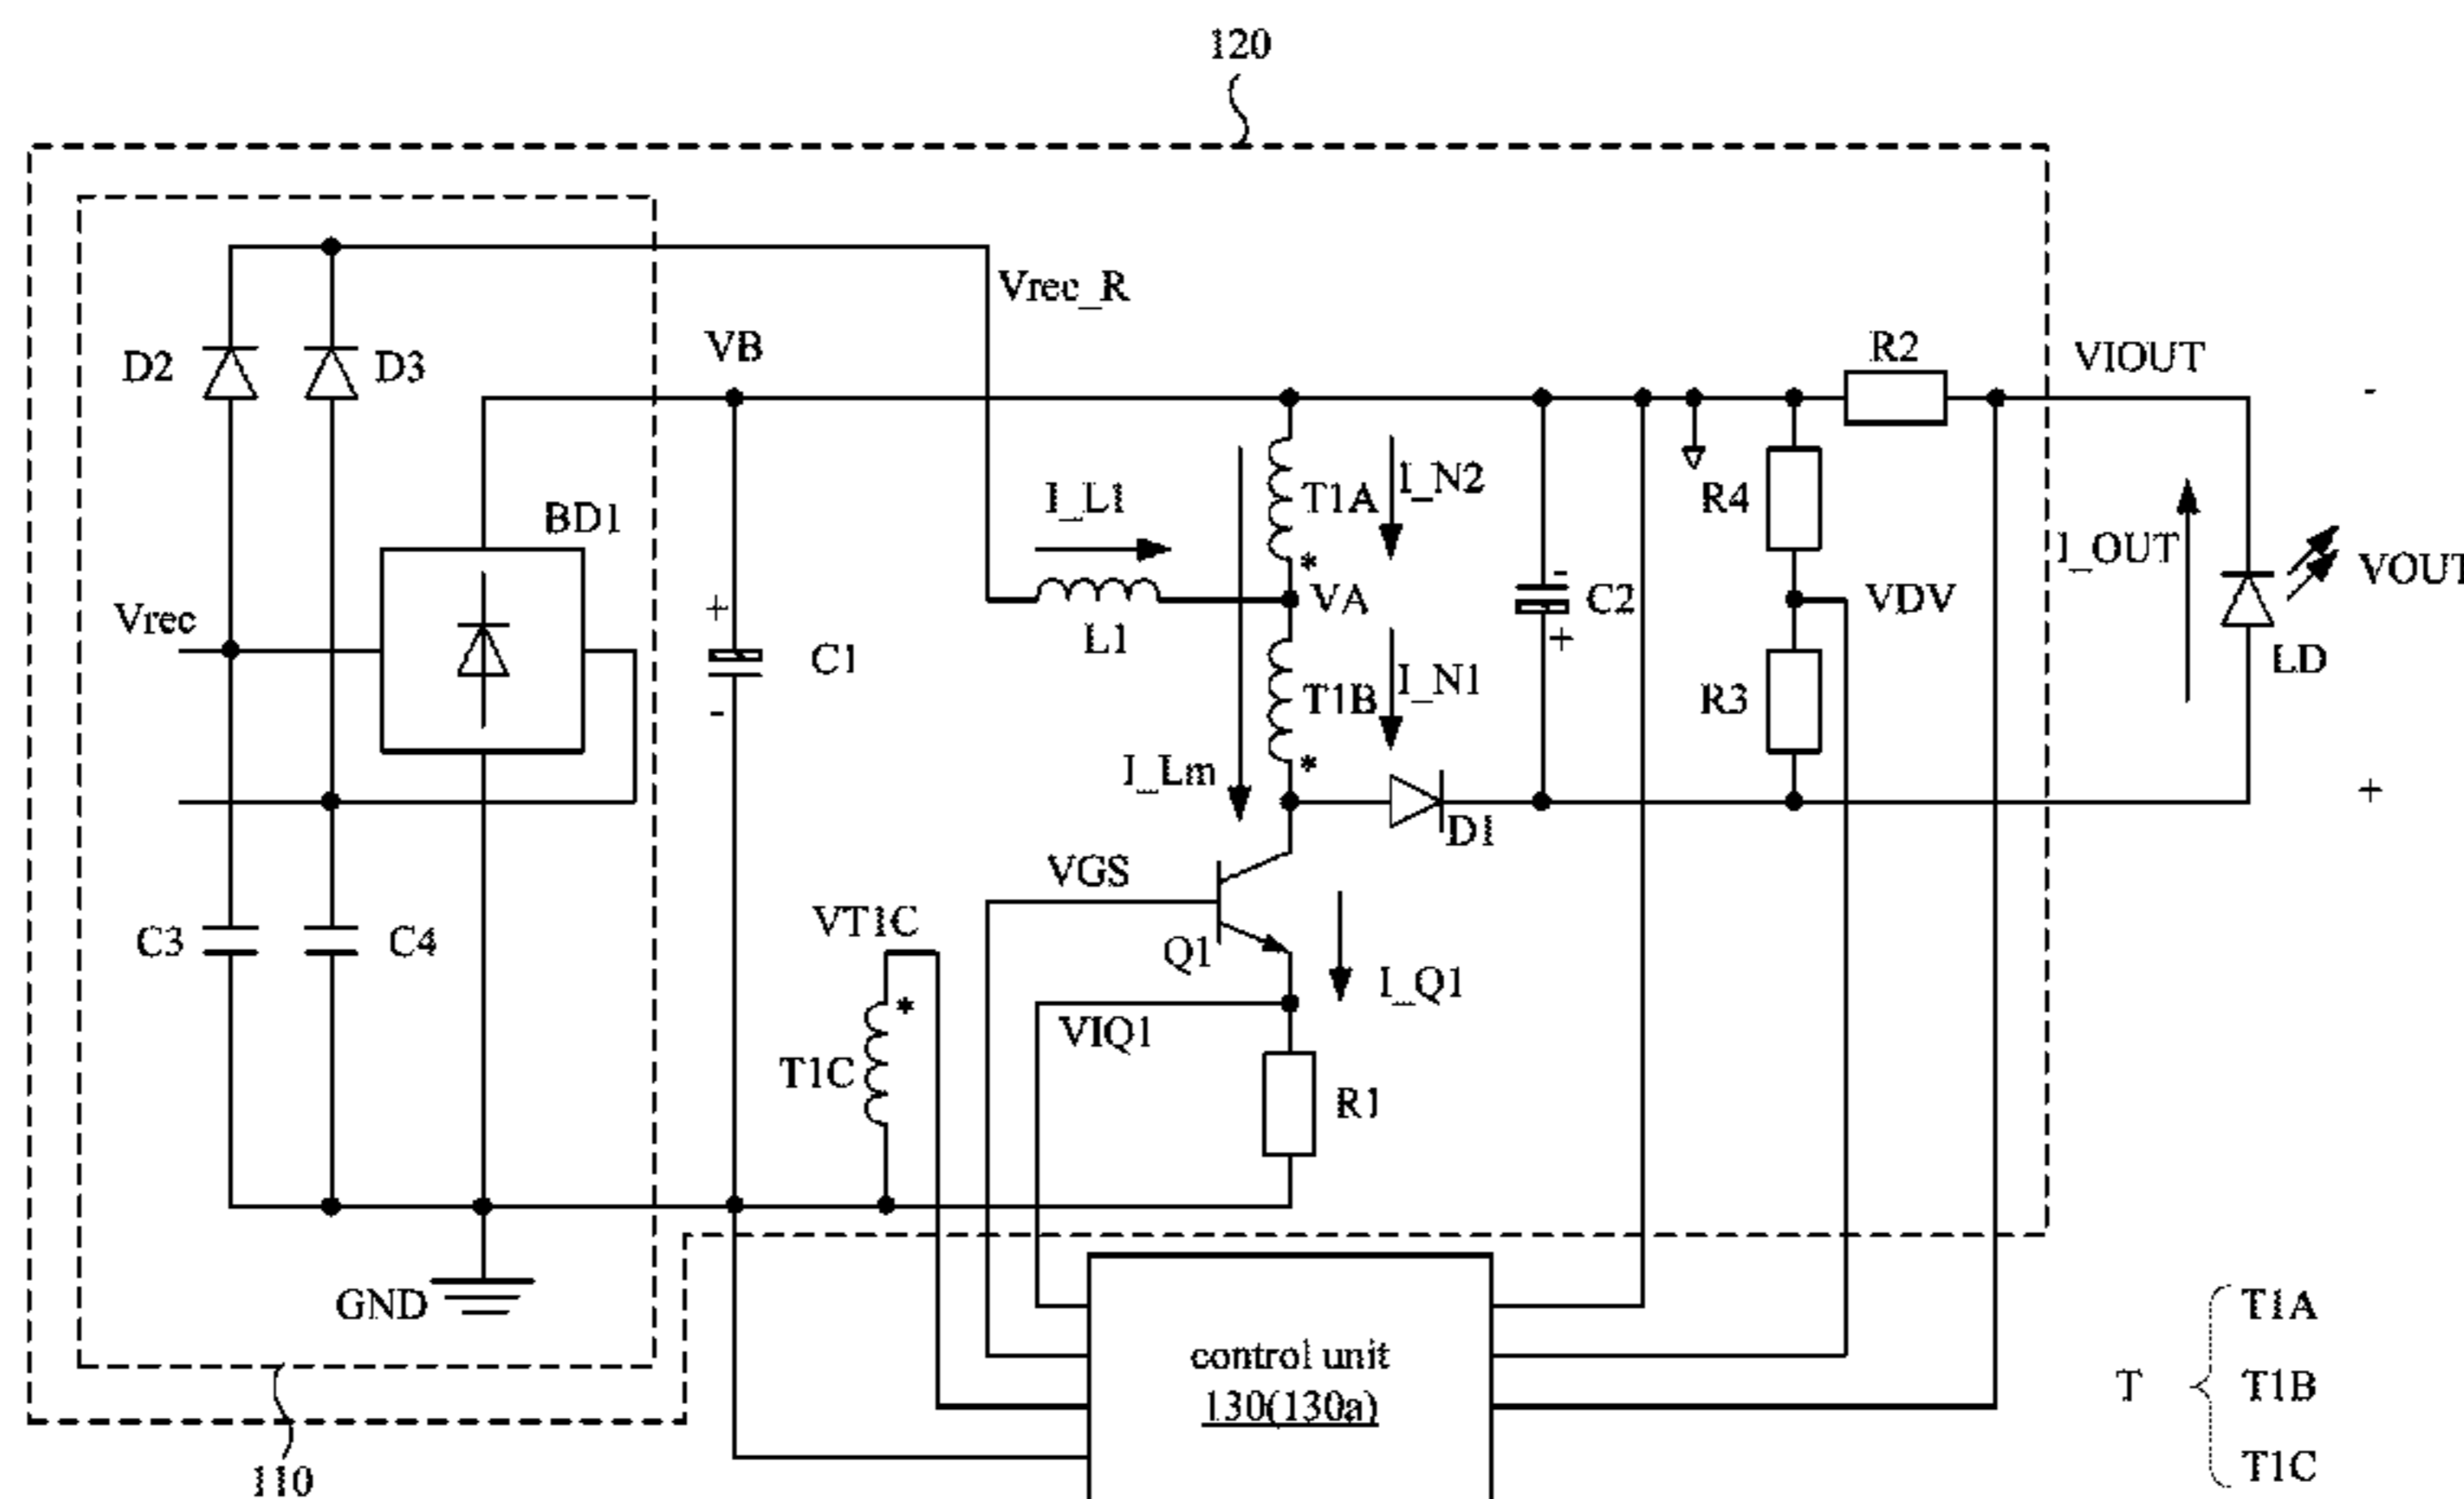 120
Vrec_R
D2
D3
VB
R2
VIOUT
-
BD1
I_L1
T1A
I_N2
R4
I_OUT
VOUT
*
-
Vrec
+
C1
L1
VA
C2
+
VDV
LD
-
T1B
I_N1
R3
I_Lm
*
D1
+
VGS
VT1C
C3
C4
Q1
I_Q1
*
VIQ1
T1C
R1
GND
control unit
130(130a)
T
T1A
T1B
T1C
110